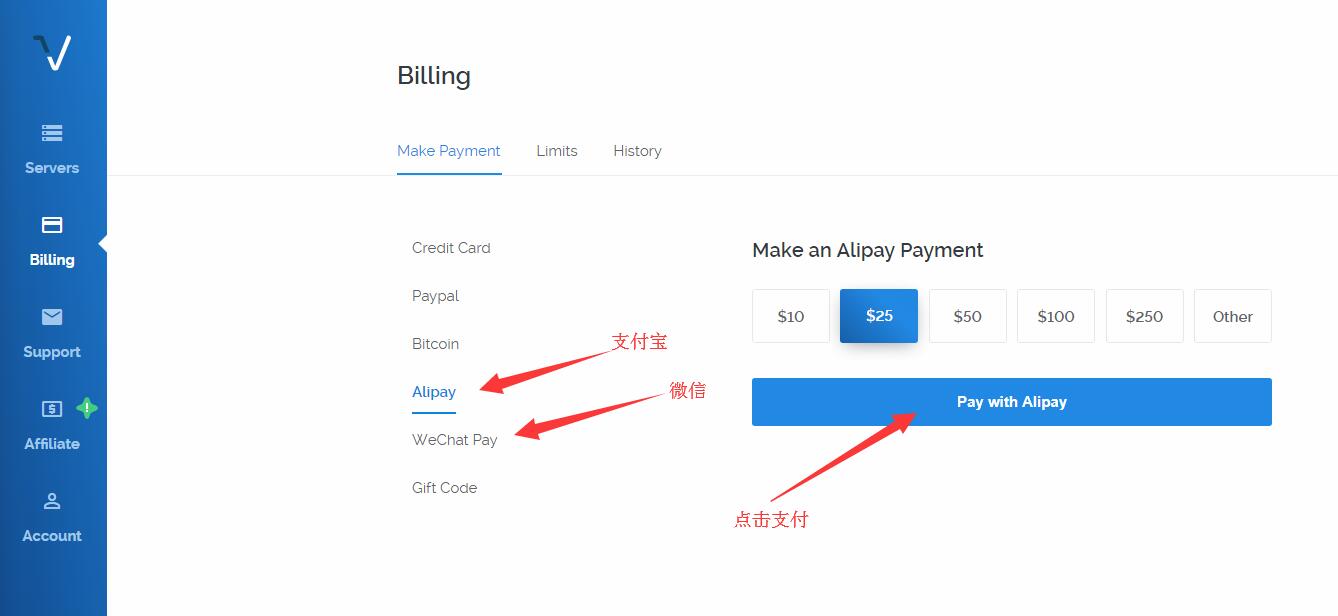 Billing
Make Payment Limits History
Servers
Billing
Support
Affiliate
Account
Credit Card
Paypal
Bitcoin
Alipay
WeChat Pay
Gift Code
支付宝
微信
Make an Alipay Payment
$10 $25 $50 $100 $250 Other
Pay with Alipay
点击支付